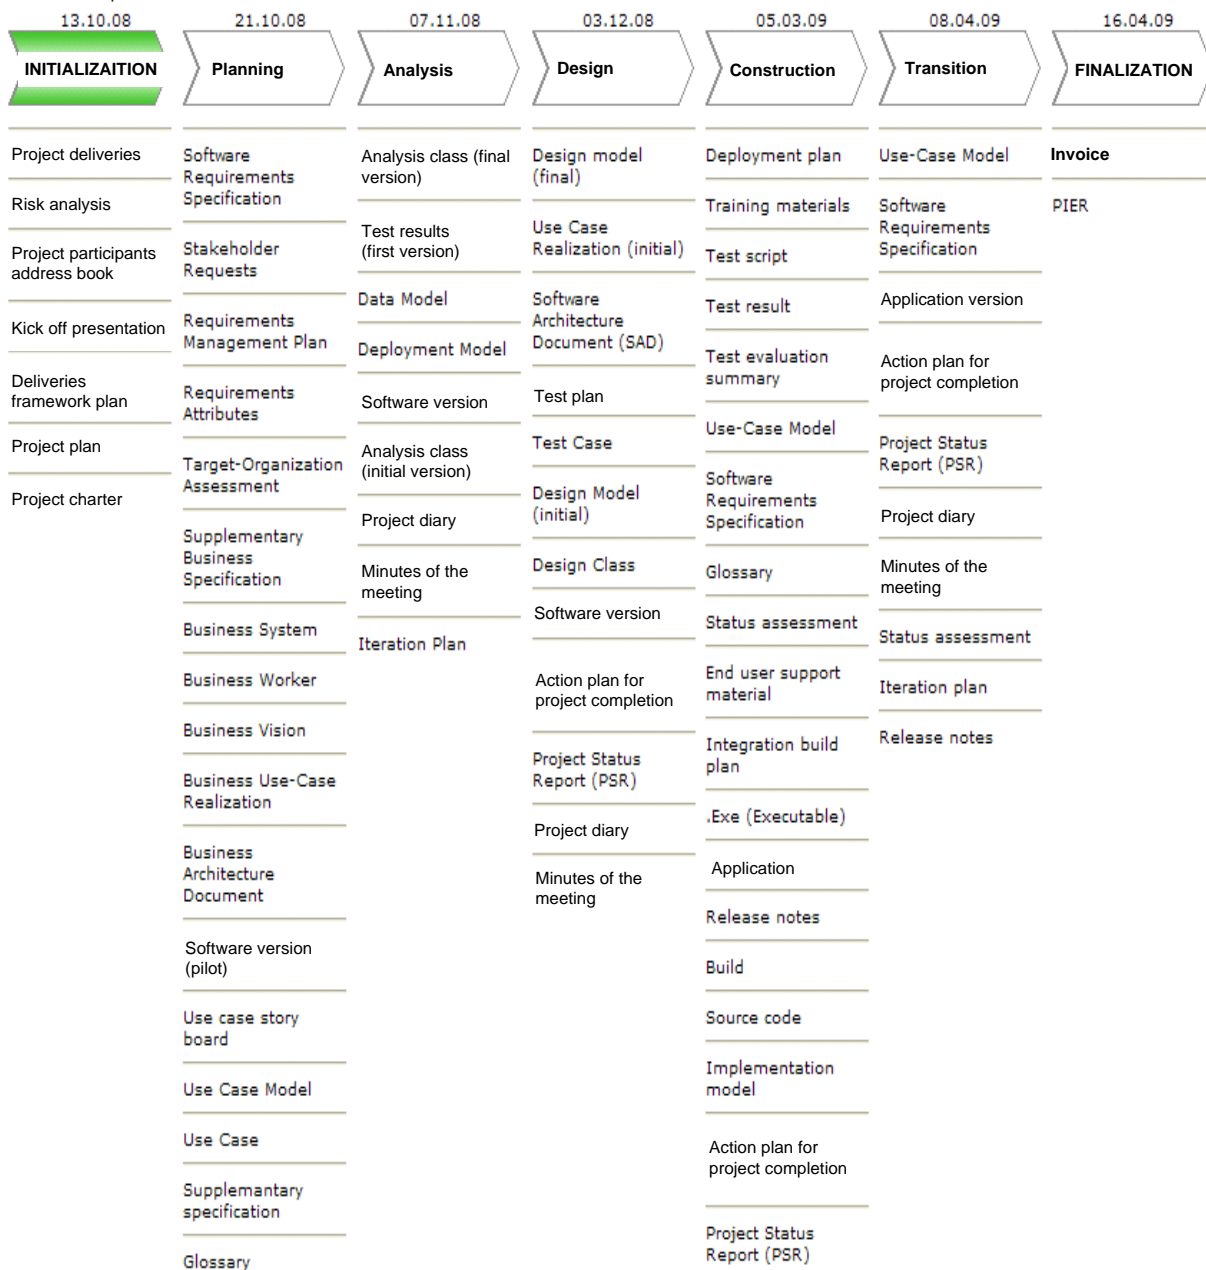 13.10.08
21.10.08
07.11.08
03.12.08
05.03.09
08.04.09
16.04.09
INITIALIZAITION
Planning
Analysis
Design
Construction
Transition
FINALIZATION
Project deliveries
Risk analysis
Project participants
address book
Kick off presentation
Deliveries
framework plan
Project plan
Project charter
Software
Requirements
Specification
Stakeholder
Requests
Requirements
Management Plan
Requirements
Attributes
Target-Organization
Assessment
Supplementary
Business
Specification
Business System
Business Worker
Business Vision
Business Use-Case
Realization
Business
Architecture
Document
Software version
(pilot)
Use case story
board
Use Case Model
Use Case
Supplemantary
specification
Glossary
Analysis class (final
version)
Test results
(first version)
Data Model
Deployment Model
Software version
Analysis class
(initial version)
Project diary
Minutes of the
meeting
Iteration Plan
Design model
(final)
Use Case
Realization (initial)
Software
Architecture
Document (SAD)
Test plan
Test Case
Design Model
(initial)
Design Class
Software version
Action plan for
project completion
Project Status
Report (PSR)
Project diary
Minutes of the
meeting
Deployment plan
Training materials
Test script
Test result
Test evaluation
summary
Use-Case Model
Software
Requirements
Specification
Glossary
Status assessment
End user support
material
Integration build
plan
.Exe (Executable)
Application
Release notes
Build
Source code
Implementation
model
Action plan for
project completion
Project Status
Report (PSR)
Use-Case Model
Software
Requirements
Specification
Application version
Action plan for
project completion
Project Status
Report (PSR)
Project diary
Minutes of the
meeting
Status assessment
Iteration plan
Release notes
Invoice
PIER